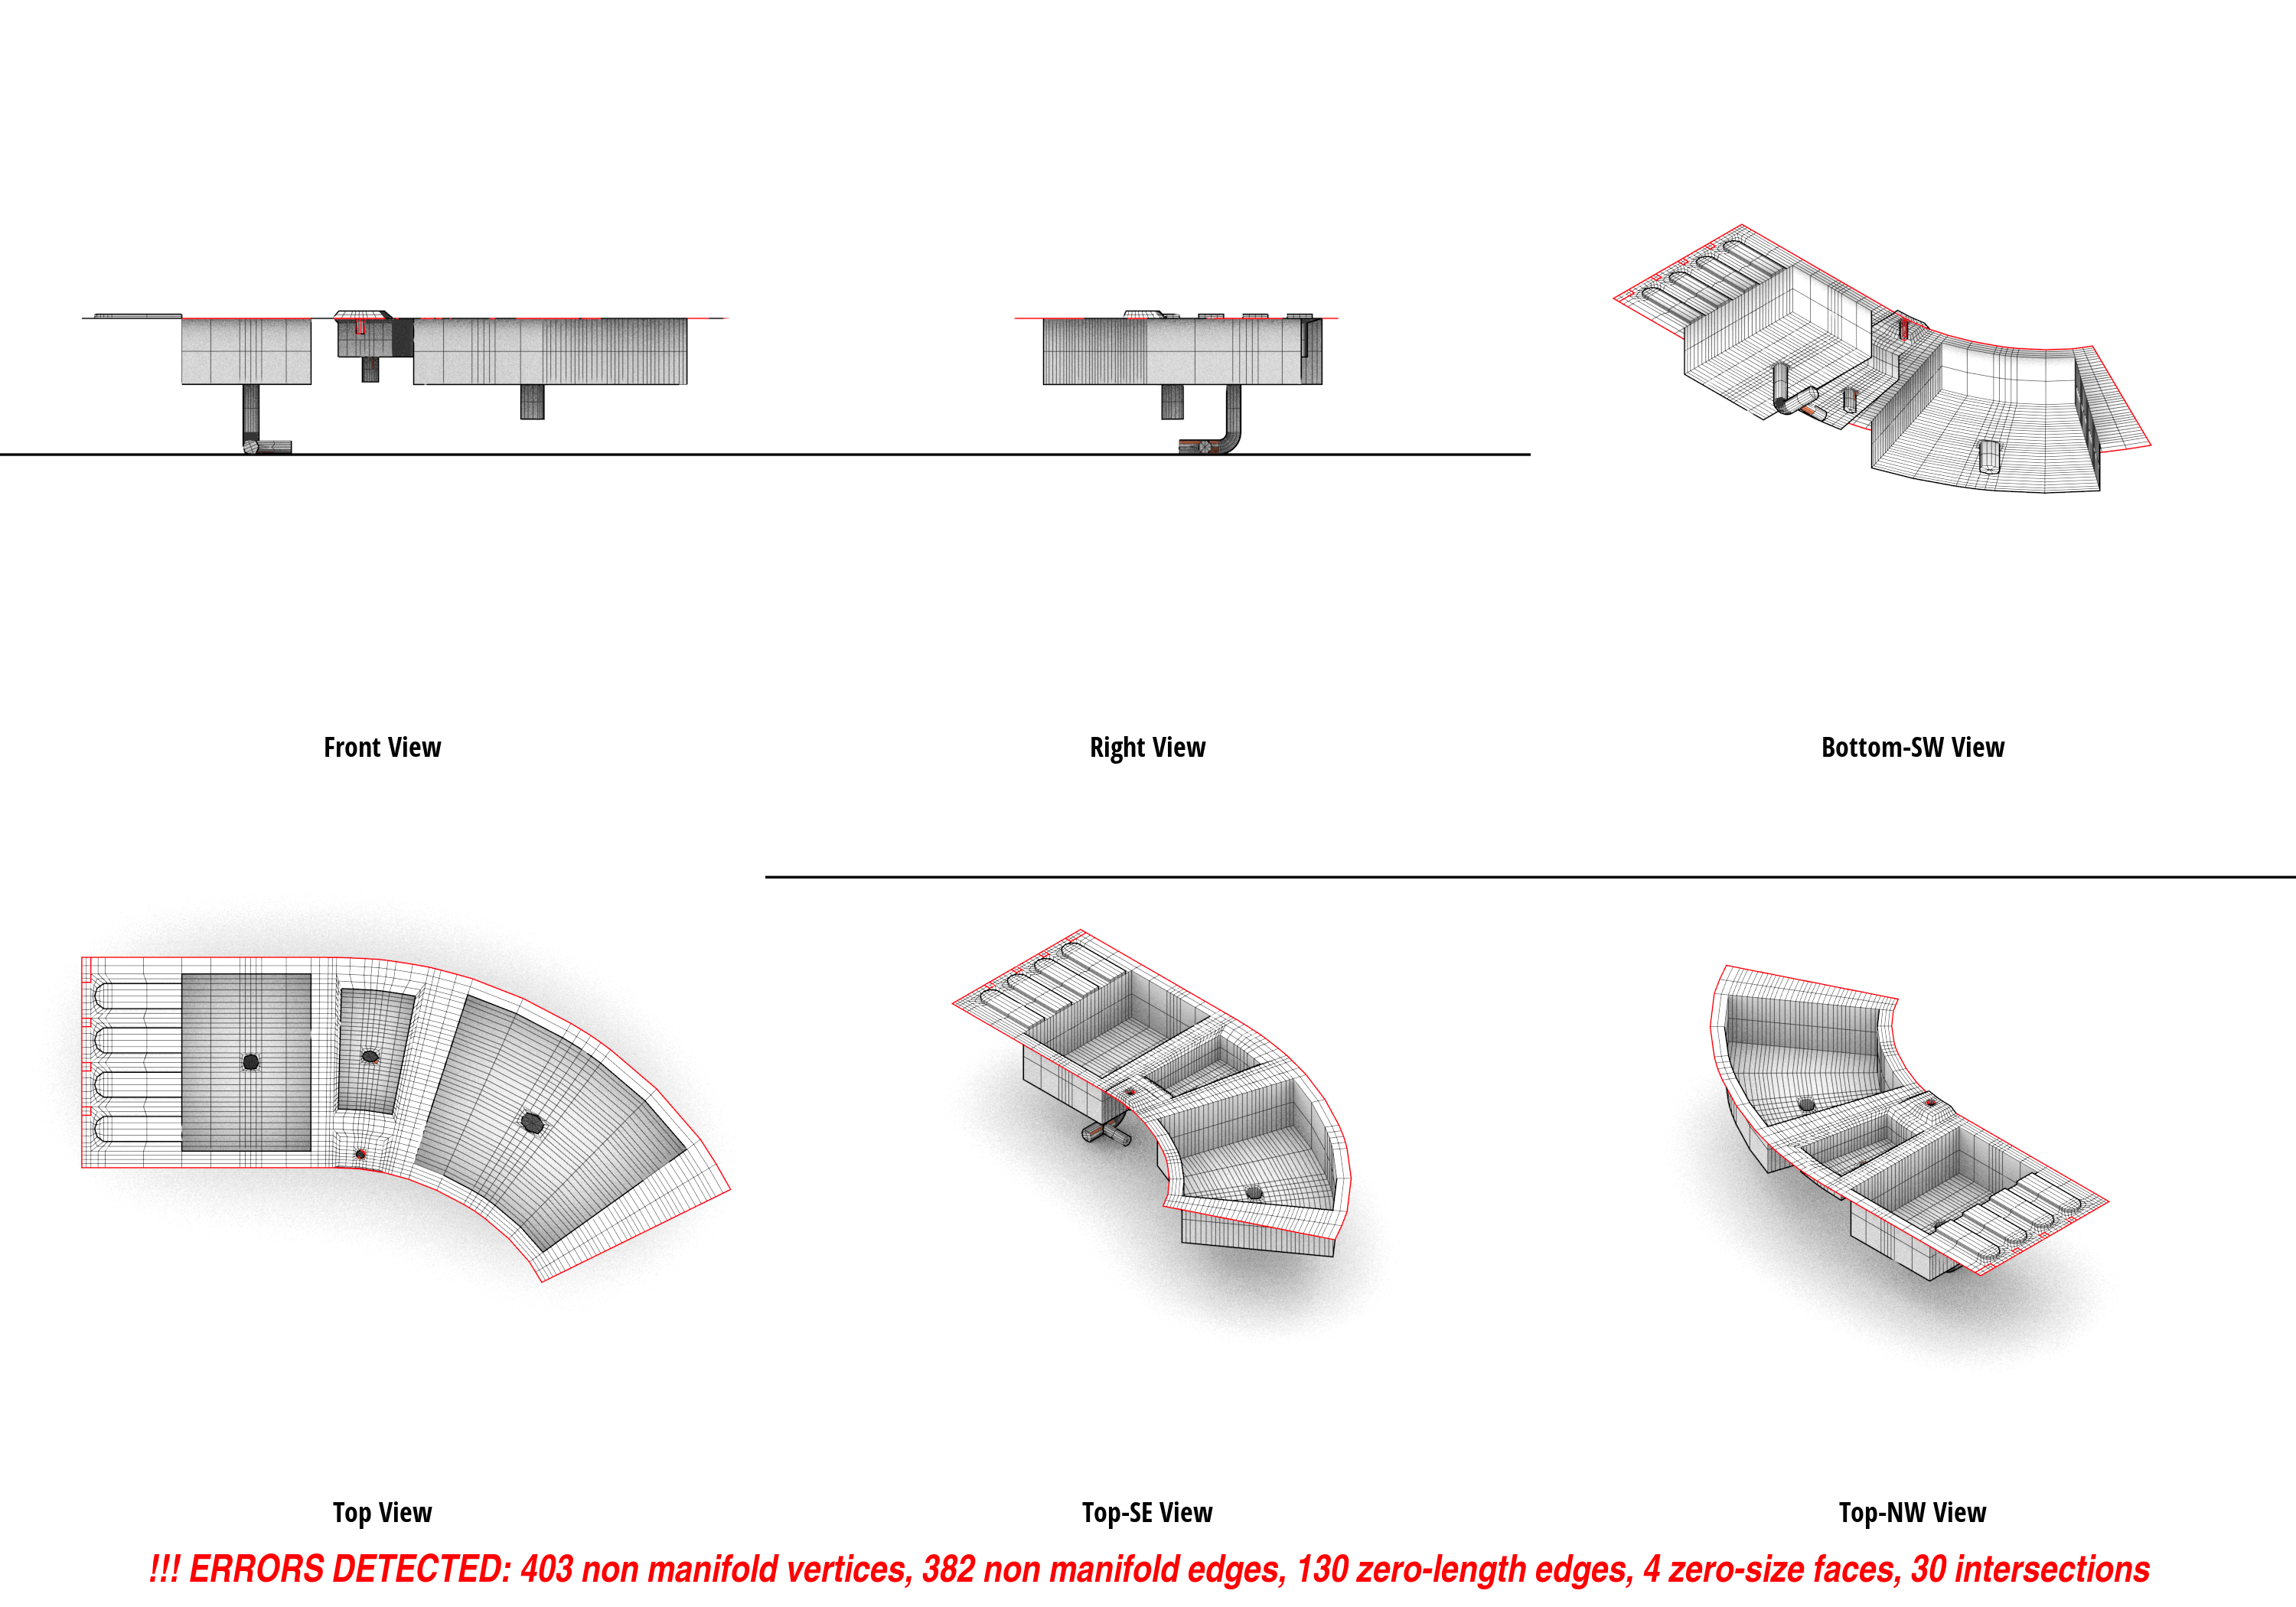 Front View
Right View
Bottom-SW View
Top View
Top-SE View
Top-NW View
!!! ERRORS DETECTED: 403 non manifold vertices, 382 non manifold edges, 130 zero-length edges, 4 zero-size faces, 30 intersections